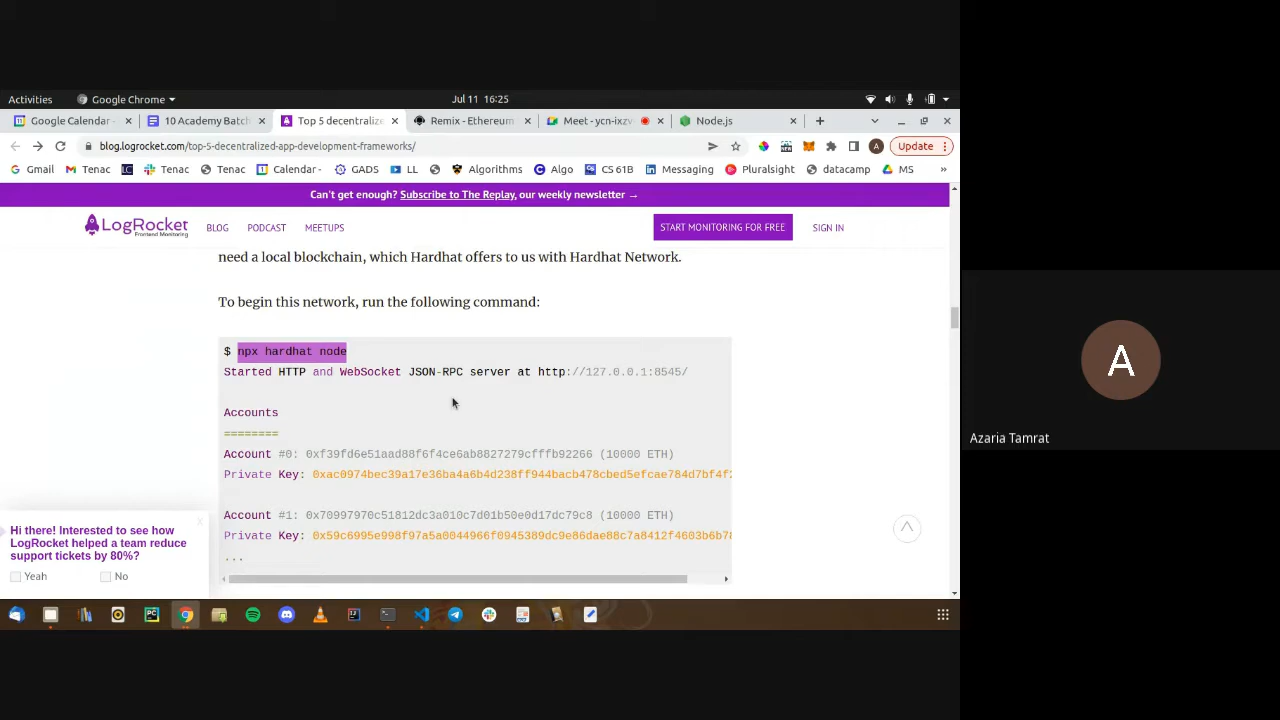 Activities
Google Chrome
Jul 11 16:25
Google Calendar -
10 Academy Batch
Top 5 decentralize
Remix - Ethereum
Meet - ycn-ixzv
Node.js
blog.logrocket.com/top-5-decentralized-app-development-frameworks/
A
Update
Gmail
Tenac
LC
Tenac
Tenac
Calendar -
GADS
LL
Algorithms
Algo
CS 61B
Messaging
Pluralsight
datacamp
MS
Can't get enough? Subscribe to The Replay, our weekly newsletter →
LogRocket
Frontend Monitoring
BLOG
PODCAST
MEETUPS
START MONITORING FOR FREE
SIGN IN
need a local blockchain, which Hardhat offers to us with Hardhat Network.
To begin this network, run the following command:
$ npx hardhat node
Started HTTP and WebSocket JSON-RPC server at http://127.0.0.1:8545/
Accounts
========
Account #0: 0xf39fd6e51aad88f6f4ce6ab8827279cfffb92266 (10000 ETH)
Private Key: 0xac0974bec39a17e36ba4a6b4d238ff944bacb478cbed5efcae784d7bf4f2
Account #1: 0x70997970c51812dc3a010c7d01b50e0d17dc79c8 (10000 ETH)
Private Key: 0x59c6995e998f97a5a0044966f0945389dc9e86dae88c7a8412f4603b6b78
...
Hi there! Interested to see how
LogRocket helped a team reduce
support tickets by 80%?
X
Yeah
No
A
Azaria Tamrat